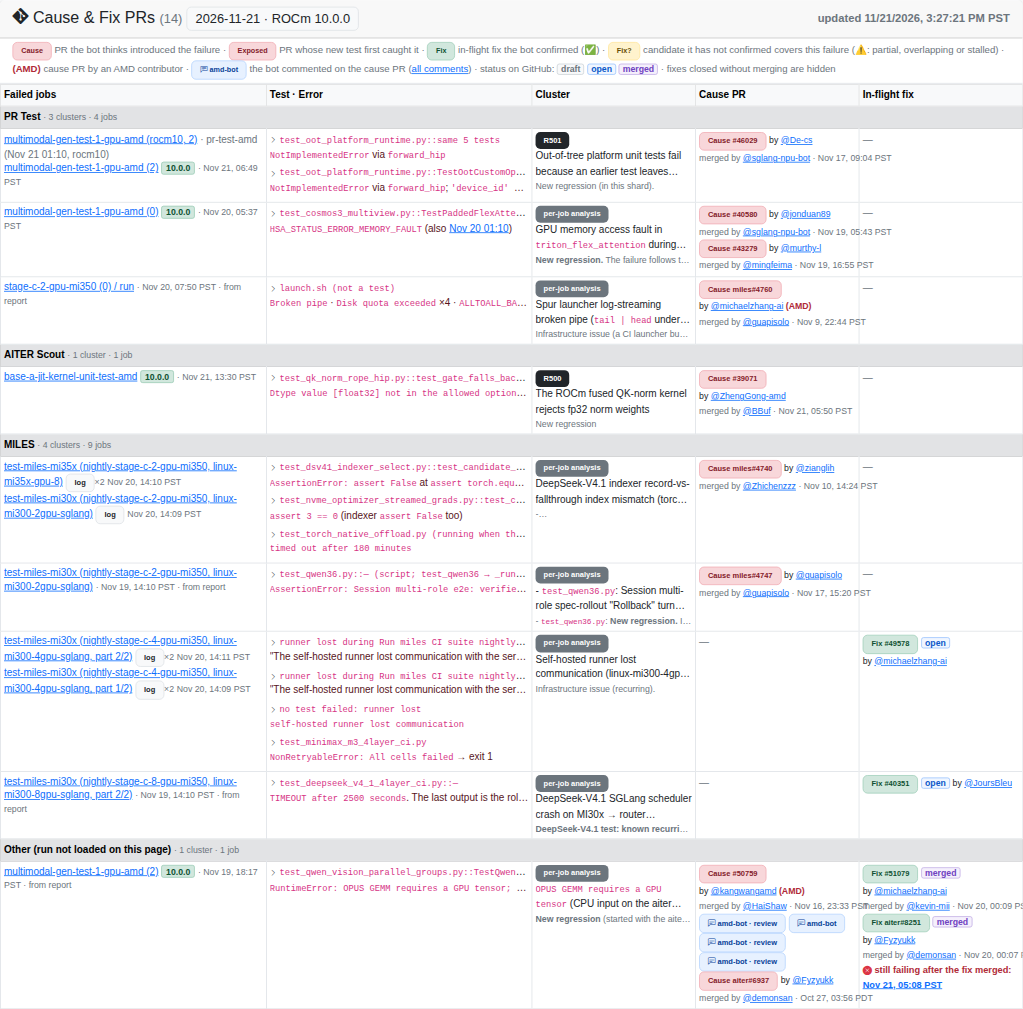 Cause & Fix PRs (14) 2026-11-21 · ROCm 10.0.0 updated 11/21/2026, 3:27:21 PM PST
Cause PR the bot thinks introduced the failure · Exposed PR whose new test first caught it · Fix in-flight fix the bot confirmed (✅) · Fix? candidate it has not confirmed covers this failure (⚠️: partial, overlapping or stalled) ·
(AMD) cause PR by an AMD contributor · amd-bot the bot commented on the cause PR (all comments) · status on GitHub: draft open merged · fixes closed without merging are hidden
Failed jobs Test · Error Cluster Cause PR In-flight fix
PR Test · 3 clusters · 4 jobs
multimodal-gen-test-1-gpu-amd (rocm10, 2) · pr-test-amd
(Nov 21 01:10, rocm10)
multimodal-gen-test-1-gpu-amd (2) 10.0.0 · Nov 21, 06:49
PST
test_oot_platform_runtime.py::same 5 tests
NotImplementedError via forward_hip
test_oot_platform_runtime.py::TestOotCustomOp…
NotImplementedError via forward_hip; 'device_id' …
R501
Out-of-tree platform unit tests fail
because an earlier test leaves…
New regression (in this shard).
Cause #46029 by @De-cs
merged by @sglang-npu-bot · Nov 17, 09:04 PST
—
multimodal-gen-test-1-gpu-amd (0) 10.0.0 · Nov 20, 05:37
PST
test_cosmos3_multiview.py::TestPaddedFlexAtte…
HSA_STATUS_ERROR_MEMORY_FAULT (also Nov 20 01:10)
per-job analysis
GPU memory access fault in
triton_flex_attention during…
New regression. The failure follows t…
Cause #40580 by @jonduan89
merged by @sglang-npu-bot · Nov 19, 05:43 PST
Cause #43279 by @murthy-l
merged by @mingfeima · Nov 19, 16:55 PST
—
stage-c-2-gpu-mi350 (0) / run · Nov 20, 07:50 PST · from
report
launch.sh (not a test)
Broken pipe · Disk quota exceeded ×4 · ALLTOALL_BA…
per-job analysis
Spur launcher log-streaming
broken pipe (tail | head under…
Infrastructure issue (a CI launcher bu…
Cause miles#4760
by @michaelzhang-ai (AMD)
merged by @guapisolo · Nov 9, 22:44 PST
—
AITER Scout · 1 cluster · 1 job
base-a-jit-kernel-unit-test-amd 10.0.0 · Nov 21, 13:30 PST
test_qk_norm_rope_hip.py::test_gate_falls_bac…
Dtype value [float32] not in the allowed option…
R500
The ROCm fused QK-norm kernel
rejects fp32 norm weights
New regression
Cause #39071
by @ZhengGong-amd
merged by @BBuf · Nov 21, 05:50 PST
—
MILES · 4 clusters · 9 jobs
test-miles-mi35x (nightly-stage-c-2-gpu-mi350, linux-
mi35x-gpu-8) log ×2 Nov 20, 14:10 PST
test-miles-mi30x (nightly-stage-c-2-gpu-mi350, linux-
mi300-2gpu-sglang) log Nov 20, 14:09 PST
test_dsv41_indexer_select.py::test_candidate_…
AssertionError: assert False at assert torch.equ…
test_nvme_optimizer_streamed_grads.py::test_c…
assert 3 == 0 (indexer assert False too)
test_torch_native_offload.py (running when th…
timed out after 180 minutes
per-job analysis
DeepSeek-V4.1 indexer record-vs-
fallthrough index mismatch (torc…
-…
Cause miles#4740 by @zianglih
merged by @Zhichenzzz · Nov 10, 14:24 PST
—
test-miles-mi30x (nightly-stage-c-2-gpu-mi350, linux-
mi300-2gpu-sglang) · Nov 19, 14:10 PST · from report
test_qwen36.py::— (script; test_qwen36 → _run…
AssertionError: Session multi-role e2e: verifie…
per-job analysis
- test_qwen36.py: Session multi-
role spec-rollout "Rollback" turn…
- test_qwen36.py: New regression. I…
Cause miles#4747 by @guapisolo
merged by @guapisolo · Nov 17, 15:20 PST
—
test-miles-mi30x (nightly-stage-c-4-gpu-mi350, linux-
mi300-4gpu-sglang, part 2/2) log ×2 Nov 20, 14:11 PST
test-miles-mi30x (nightly-stage-c-4-gpu-mi350, linux-
mi300-4gpu-sglang, part 1/2) log ×2 Nov 20, 14:09 PST
runner lost during Run miles CI suite nightly…
"The self-hosted runner lost communication with the ser…
runner lost during Run miles CI suite nightly…
"The self-hosted runner lost communication with the ser…
no test failed: runner lost
self-hosted runner lost communication
test_minimax_m3_4layer_ci.py
NonRetryableError: All cells failed → exit 1
per-job analysis
Self-hosted runner lost
communication (linux-mi300-4gp…
Infrastructure issue (recurring).
—
Fix #49578 open
by @michaelzhang-ai
test-miles-mi30x (nightly-stage-c-8-gpu-mi350, linux-
mi300-8gpu-sglang, part 2/2) · Nov 19, 14:10 PST · from
report
test_deepseek_v4_1_4layer_ci.py::—
TIMEOUT after 2500 seconds. The last output is the rol…
per-job analysis
DeepSeek-V4.1 SGLang scheduler
crash on MI30x → router…
DeepSeek-V4.1 test: known recurri…
—
Fix #40351 open by @JoursBleu
Other (run not loaded on this page) · 1 cluster · 1 job
multimodal-gen-test-1-gpu-amd (2) 10.0.0 · Nov 19, 18:17
PST · from report
test_qwen_vision_parallel_groups.py::TestQwen…
RuntimeError: OPUS GEMM requires a GPU tensor; …
per-job analysis
OPUS GEMM requires a GPU
tensor (CPU input on the aiter…
New regression (started with the aite…
Cause #50759
by @kangwangamd (AMD)
merged by @HaiShaw · Nov 16, 23:33 PST
amd-bot · review amd-bot
amd-bot · review
amd-bot · review
Cause aiter#6937 by @Fyzyukk
merged by @demonsan · Oct 27, 03:56 PDT
Fix #51079 merged
by @michaelzhang-ai
merged by @kevin-mii · Nov 20, 00:09 PS
Fix aiter#8251 merged
by @Fyzyukk
merged by @demonsan · Nov 20, 00:07
still failing after the fix merged:
Nov 21, 05:08 PST